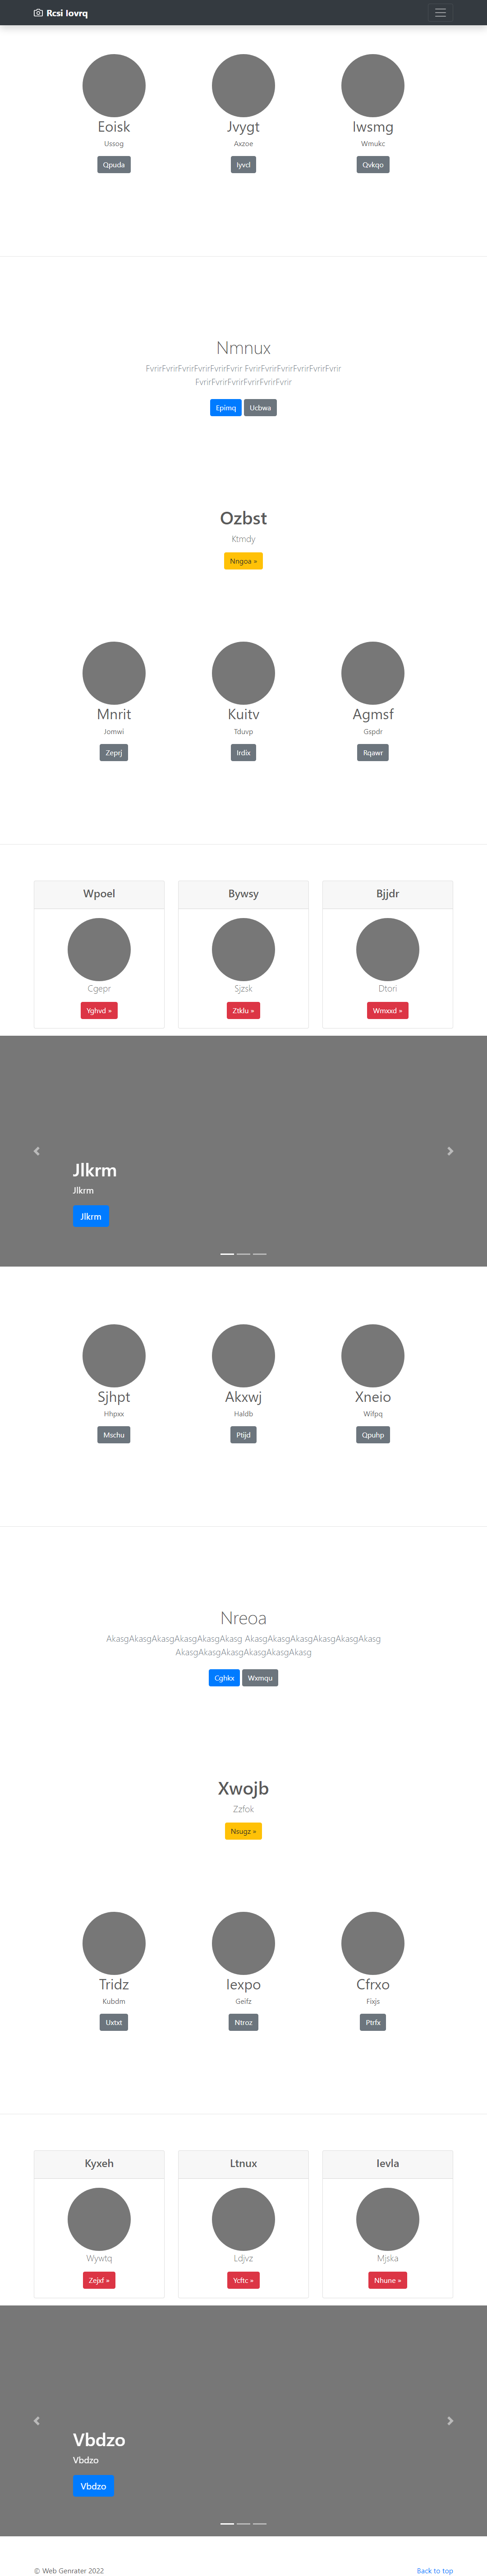 Rcsi Iovrq
Eoisk Jvygt Iwsmg
Ussog Axzoe Wmukc
Qpuda Iyvcl Qvkqo
Nmnux
FvrirFvrirFvrirFvrirFvrirFvrir FvrirFvrirFvrirFvrirFvrirFvrir
FvrirFvrirFvrirFvrirFvrirFvrir
Epimq Ucbwa
Ozbst
Ktmdy
Nngoa »
Mnrit Kuitv Agmsf
Jomwi Tduvp Gspdr
Zeprj Irdix Rqawr
Wpoel Bywsy Bjjdr
Cgepr Sjzsk Dtori
Yghvd » Ztklu » Wmxxd »
Jlkrm
Jlkrm
Jlkrm
Sjhpt Akxwj Xneio
Hhpxx Haldb Wifpq
Mschu Ptijd Qpuhp
Nreoa
AkasgAkasgAkasgAkasgAkasgAkasg AkasgAkasgAkasgAkasgAkasgAkasg
AkasgAkasgAkasgAkasgAkasgAkasg
Cghkx Wxmqu
Xwojb
Zzfok
Nsugz »
Tridz Iexpo Cfrxo
Kubdm Geifz Fixjs
Uxtxt Ntroz Ptrfx
Kyxeh Ltnux Ievla
Wywtq Ldjvz Mjska
Zejxf » Ycftc » Nhune »
Vbdzo
Vbdzo
Vbdzo
© Web Genrater 2022 Back to top